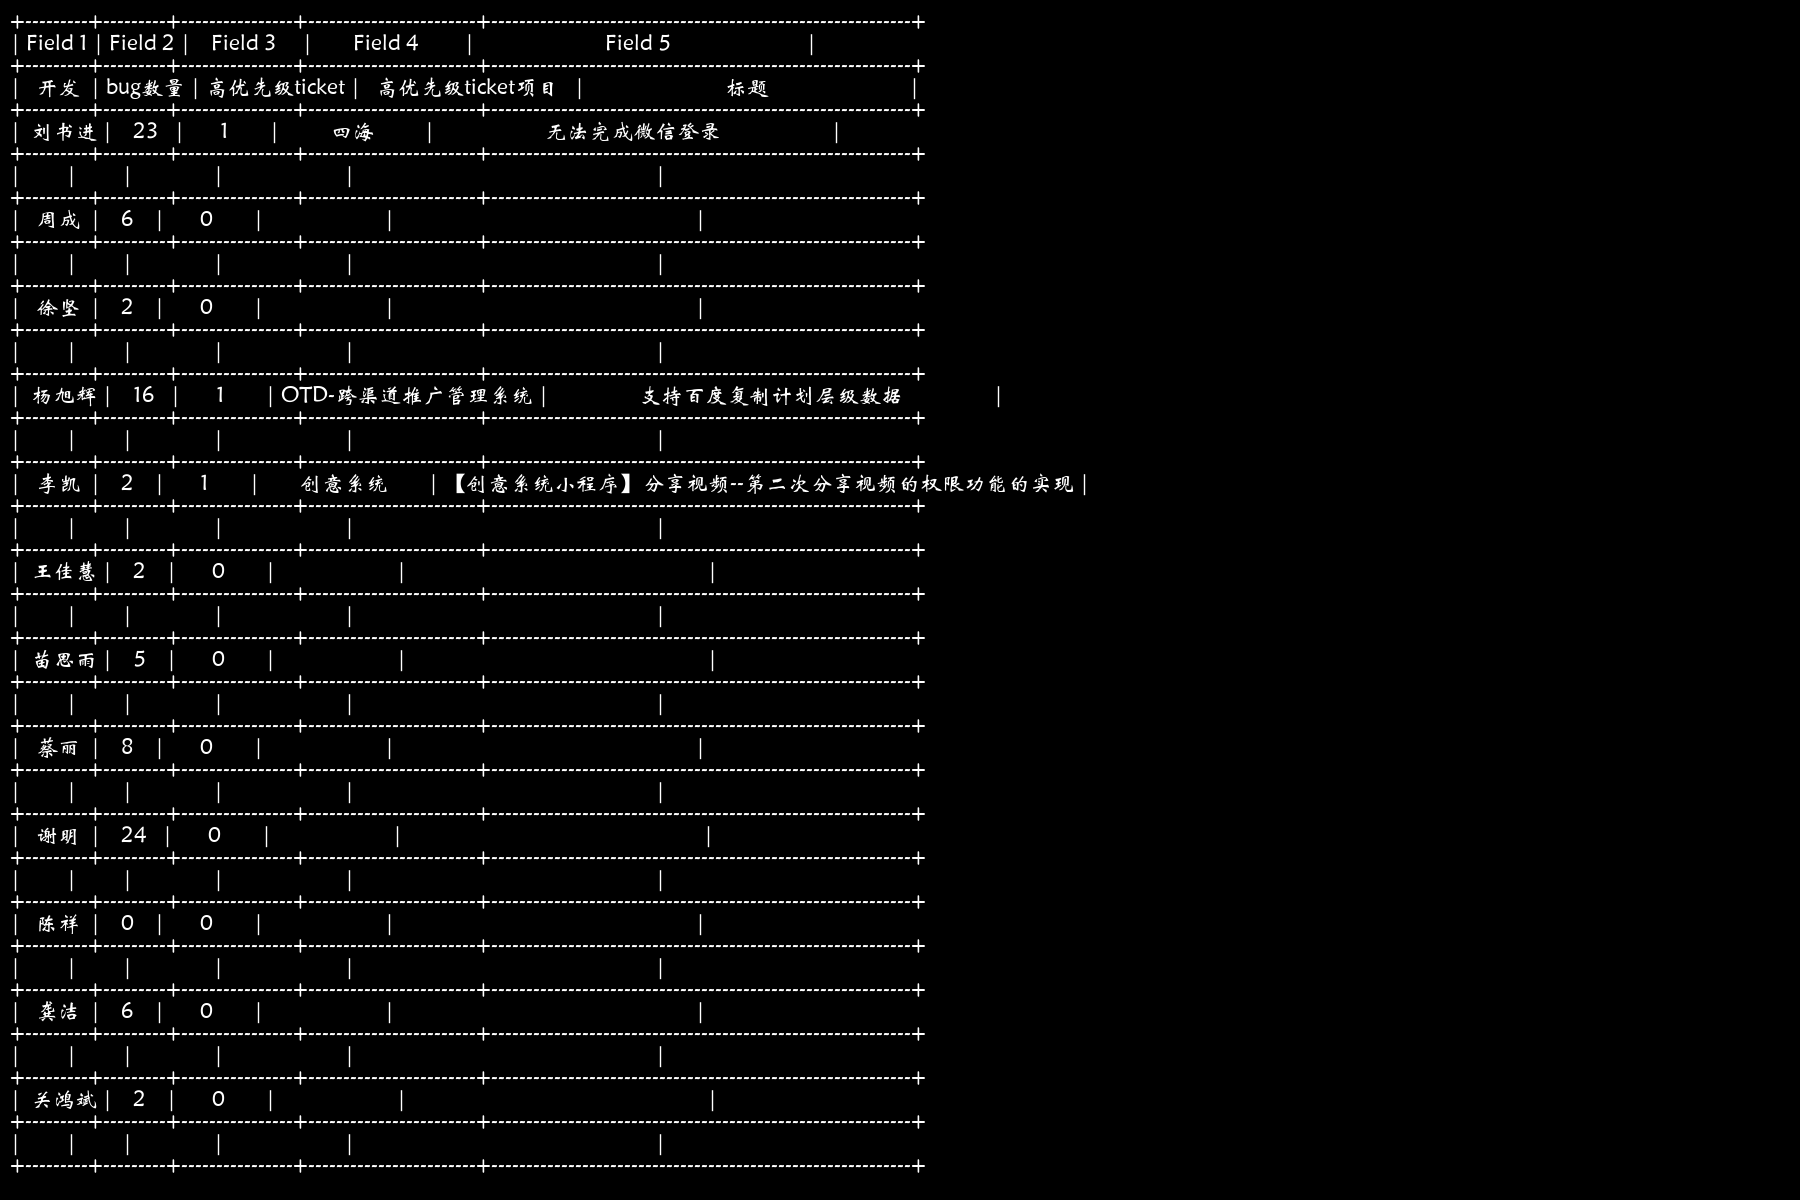 Field 1 | Field 2 | Field 3 | Field 4 | Field 5
开发 | bug数量 | 高优先级ticket | 高优先级ticket项目 | 标题
刘书进 | 23 | 1 | 四海 | 无法完成微信登录
周成 | 6 | 0
徐坚 | 2 | 0
杨旭辉 | 16 | 1 | OTD-跨渠道推广管理系统 | 支持百度复制计划层级数据
李凯 | 2 | 1 | 创意系统 | 【创意系统小程序】分享视频--第二次分享视频的权限功能的实现
王佳慧 | 2 | 0
苗思雨 | 5 | 0
蔡丽 | 8 | 0
谢明 | 24 | 0
陈祥 | 0 | 0
龚洁 | 6 | 0
关鸿斌 | 2 | 0